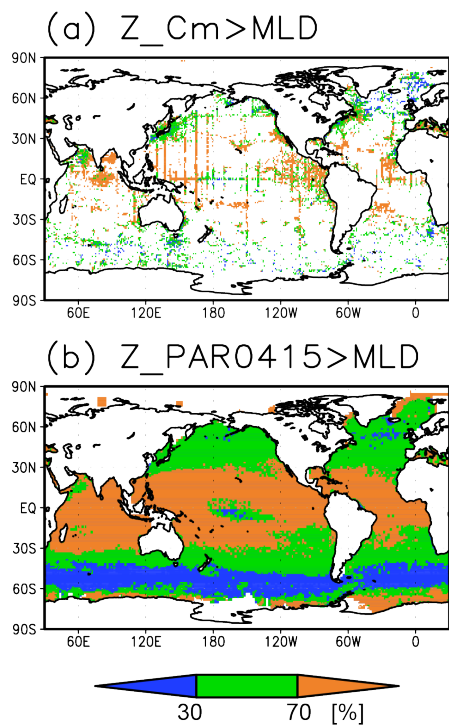 (a) Z_Cm>MLD
90N
60N
30N
EQ
30S
60S
90S
60E 120E 180 120W 60W 0
(b) Z_PAR0415>MLD
90N
60N
30N
EQ
30S
60S
90S
60E 120E 180 120W 60W 0
30 70 [%]